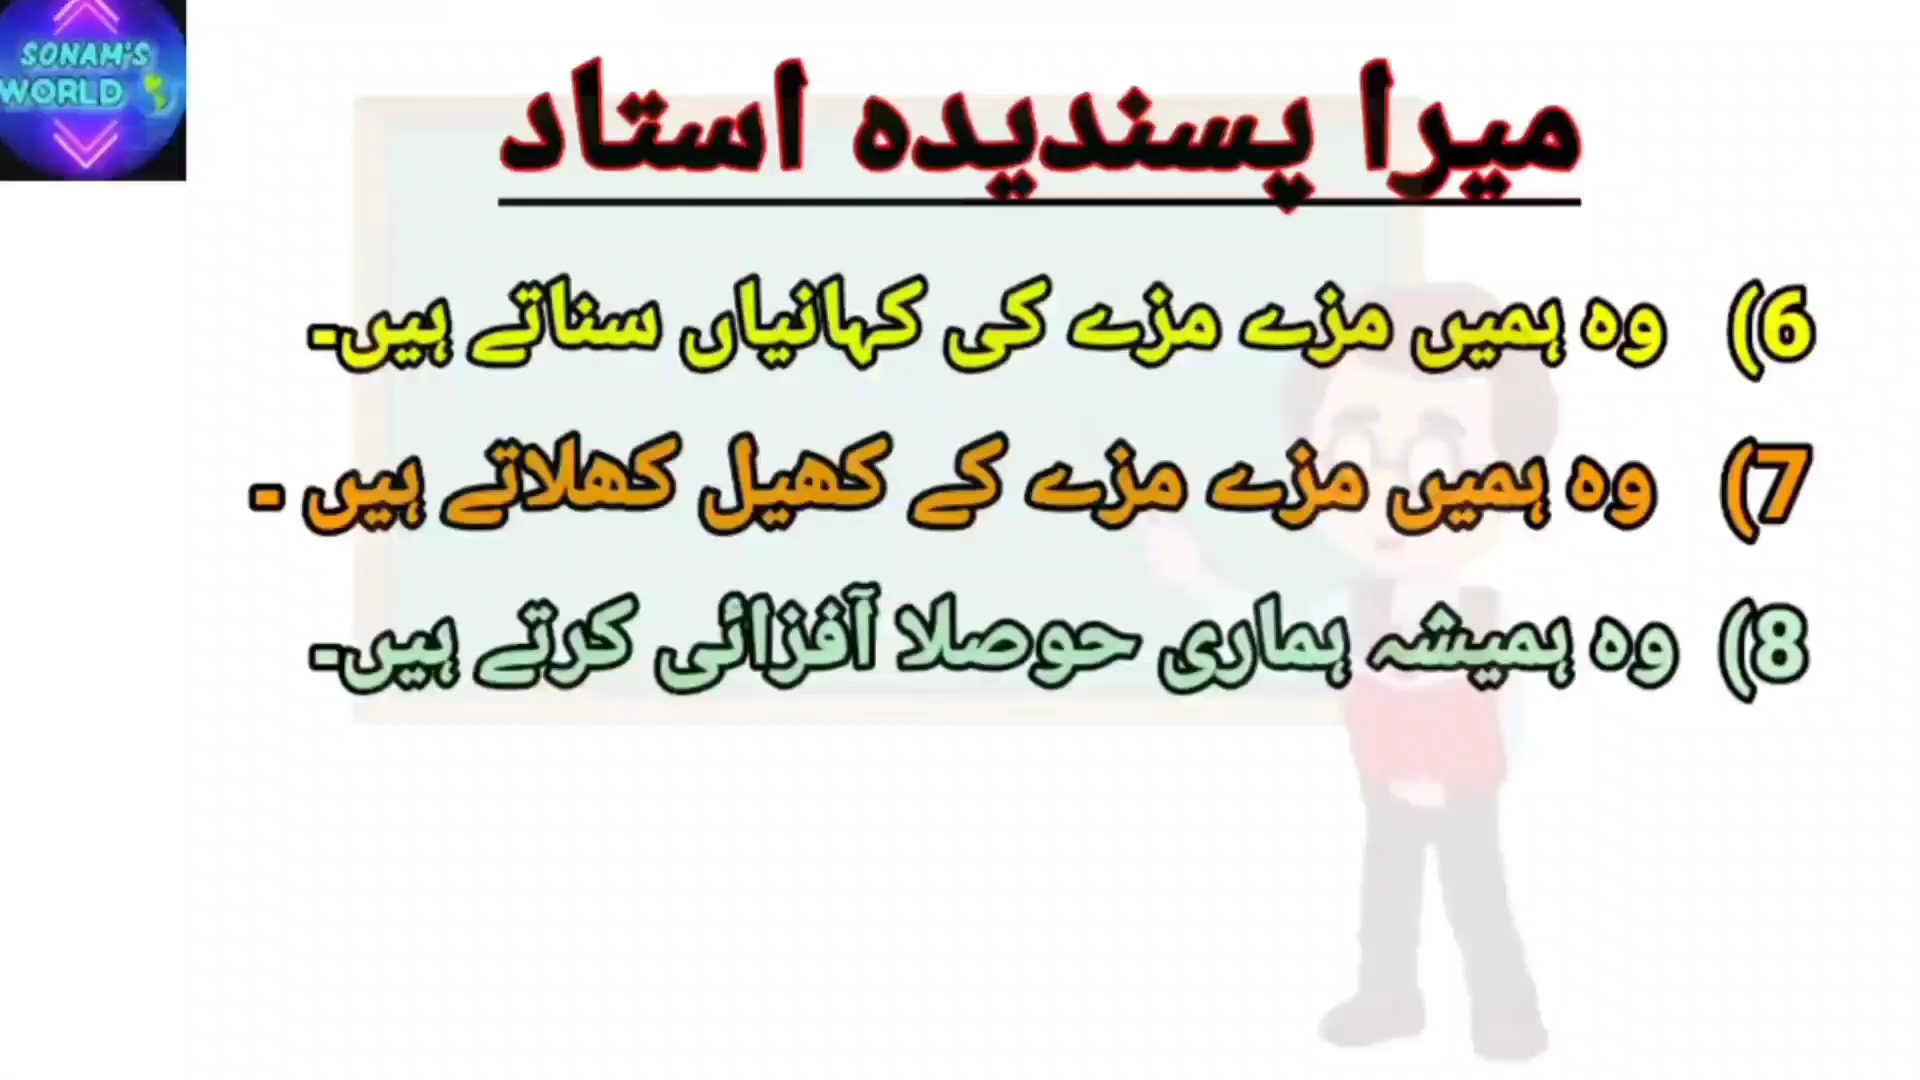 SONAM'S
WORLD
میرا پسندیدہ استاد
6) وہ ہمیں مزے مزے کی کہانیاں سناتے ہیں۔
7) وہ ہمیں مزے مزے کے کھیل کھلاتے ہیں ۔
8) وہ ہمیشہ ہماری حوصلا آفزائی کرتے ہیں۔